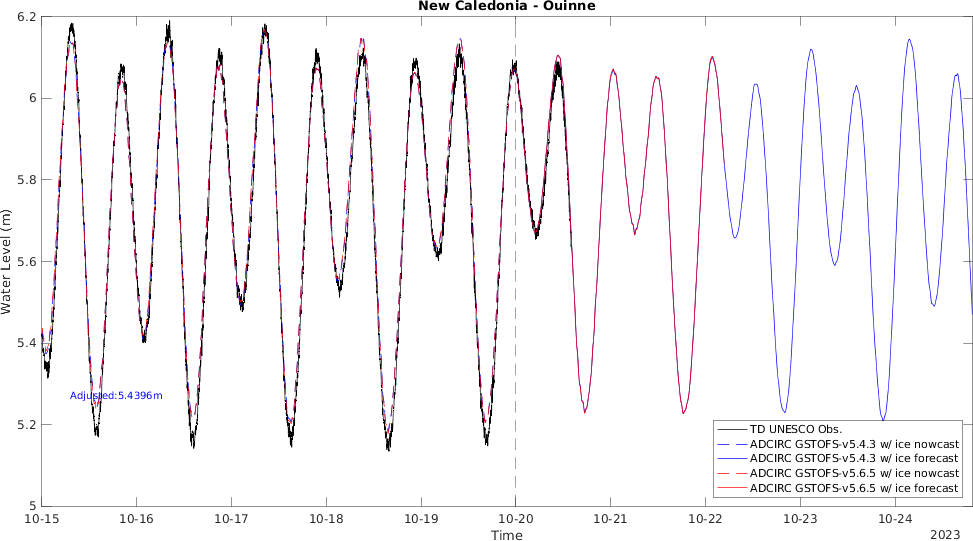 New Caledonia - Ouinne
6.2
6
5.8
5.6
5.4
5.2
5
Water Level (m)
Adjusted:5.4396m
TD UNESCO Obs.
ADCIRC GSTOFS-v5.4.3 w/ ice nowcast
ADCIRC GSTOFS-v5.4.3 w/ ice forecast
ADCIRC GSTOFS-v5.6.5 w/ ice nowcast
ADCIRC GSTOFS-v5.6.5 w/ ice forecast
10-15 10-16 10-17 10-18 10-19 10-20 10-21 10-22 10-23 10-24
Time
2023